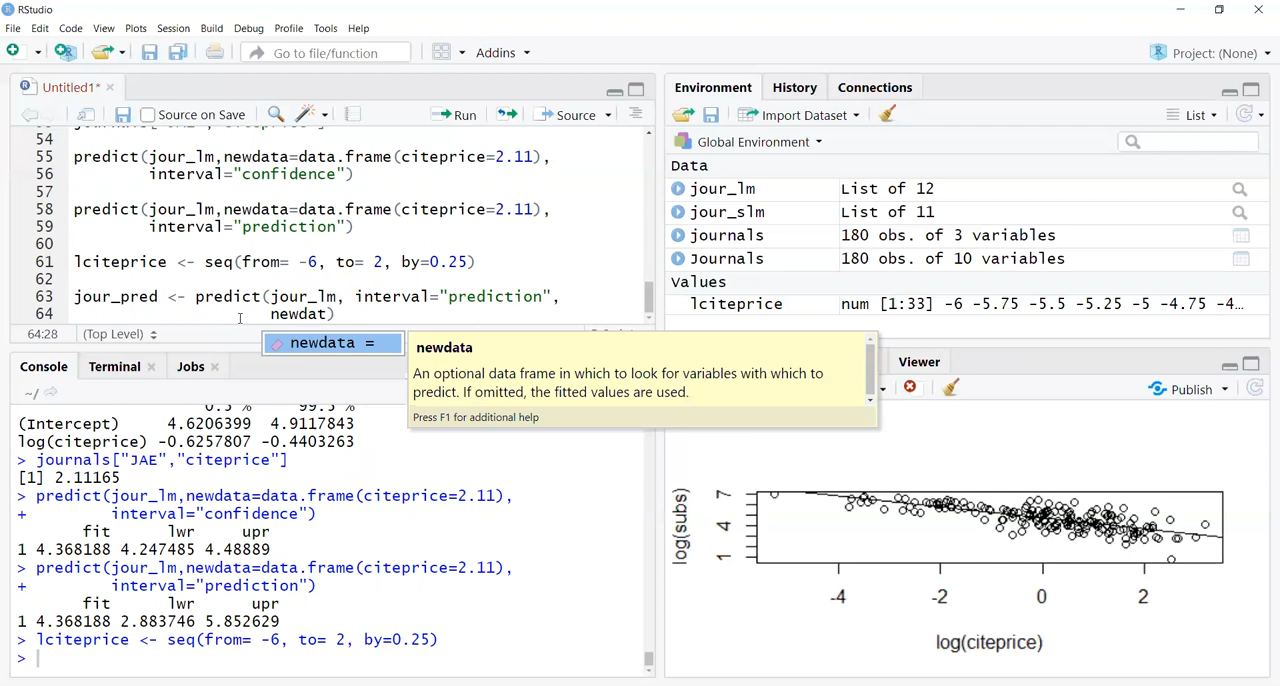 RStudio
File Edit Code View Plots Session Build Debug Profile Tools Help
Go to file/function Addins Project: (None)
Untitled1*
Source on Save Run Source
54
55 predict(jour_lm,newdata=data.frame(citeprice=2.11),
56 interval="confidence")
57
58 predict(jour_lm,newdata=data.frame(citeprice=2.11),
59 interval="prediction")
60
61 lciteprice <- seq(from= -6, to= 2, by=0.25)
62
63 jour_pred <- predict(jour_lm, interval="prediction",
64 newdat)
64:28 (Top Level)
newdata =
newdata
An optional data frame in which to look for variables with which to
predict. If omitted, the fitted values are used.
Press F1 for additional help
Console Terminal Jobs
~/
(Intercept) 4.6206399 4.9117843
log(citeprice) -0.6257807 -0.4403263
> journals["JAE","citeprice"]
[1] 2.11165
> predict(jour_lm,newdata=data.frame(citeprice=2.11),
+ interval="confidence")
fit lwr upr
1 4.368188 4.247485 4.48889
> predict(jour_lm,newdata=data.frame(citeprice=2.11),
+ interval="prediction")
fit lwr upr
1 4.368188 2.883746 5.852629
> lciteprice <- seq(from= -6, to= 2, by=0.25)
>
Environment History Connections
Import Dataset List
Global Environment
Data
jour_lm List of 12
jour_slm List of 11
journals 180 obs. of 3 variables
Journals 180 obs. of 10 variables
Values
lciteprice num [1:33] -6 -5.75 -5.5 -5.25 -5 -4.75 -4...
Viewer
Publish
log(subs)
7
4
1
-4 -2 0 2
log(citeprice)